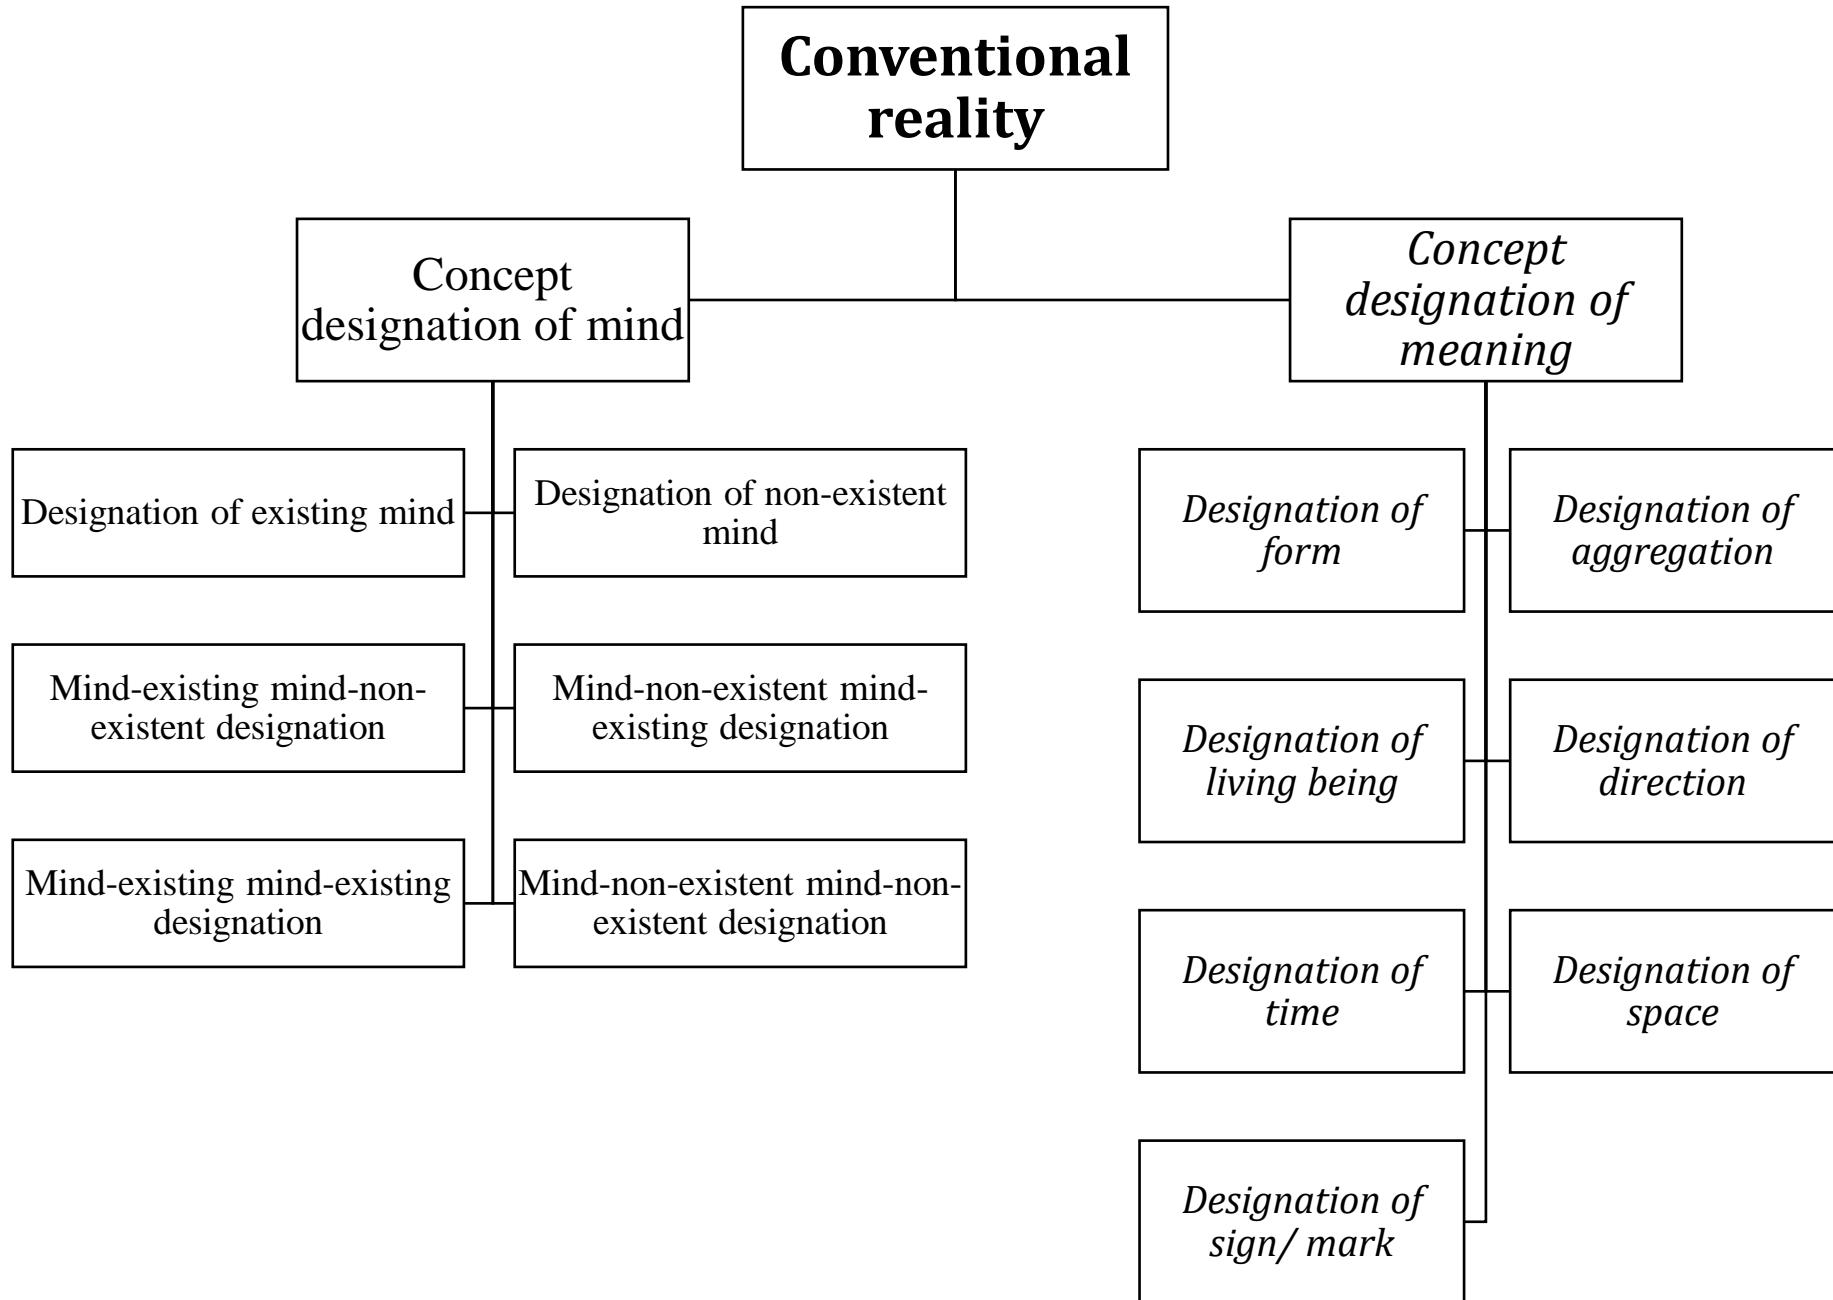 Conventional
reality
Concept
designation of mind
Concept
designation of
meaning
Designation of existing mind
Designation of non-existent
mind
Mind-existing mind-non-
existent designation
Mind-non-existent mind-
existing designation
Mind-existing mind-existing
designation
Mind-non-existent mind-non-
existent designation
Designation of
form
Designation of
aggregation
Designation of
living being
Designation of
direction
Designation of
time
Designation of
space
Designation of
sign/ mark